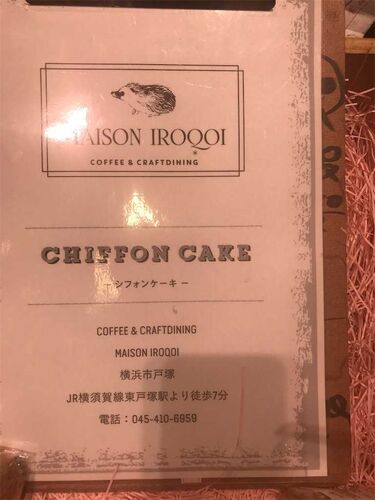 MAISON IROQOI
COFFEE & CRAFTDINING
CHIFFON CAKE
– シフォンケーキ –
COFFEE & CRAFTDINING
MAISON IROQOI
横浜市戸塚
JR横須賀線東戸塚駅より徒歩7分
電話：045-410-6959